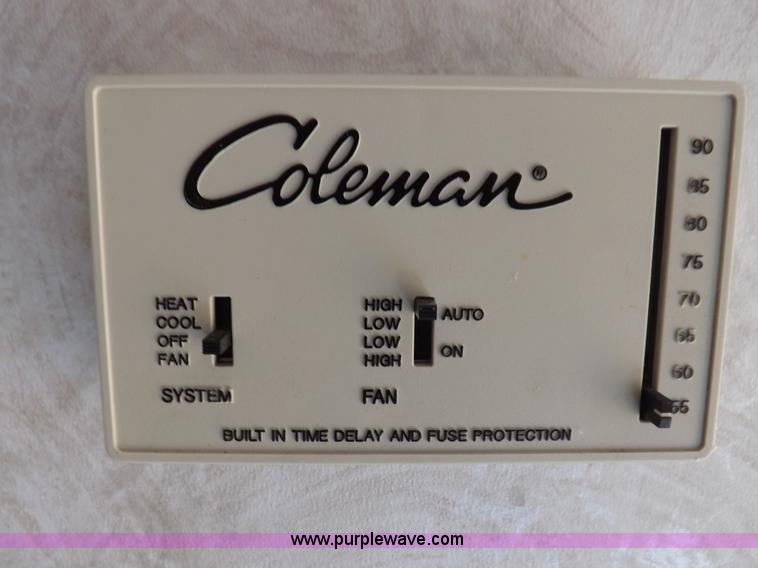 Coleman®
90
85
80
75
70
65
60
55
HEAT
COOL
OFF
FAN
SYSTEM
HIGH
LOW
LOW
HIGH
AUTO
ON
FAN
BUILT IN TIME DELAY AND FUSE PROTECTION
www.purplewave.com